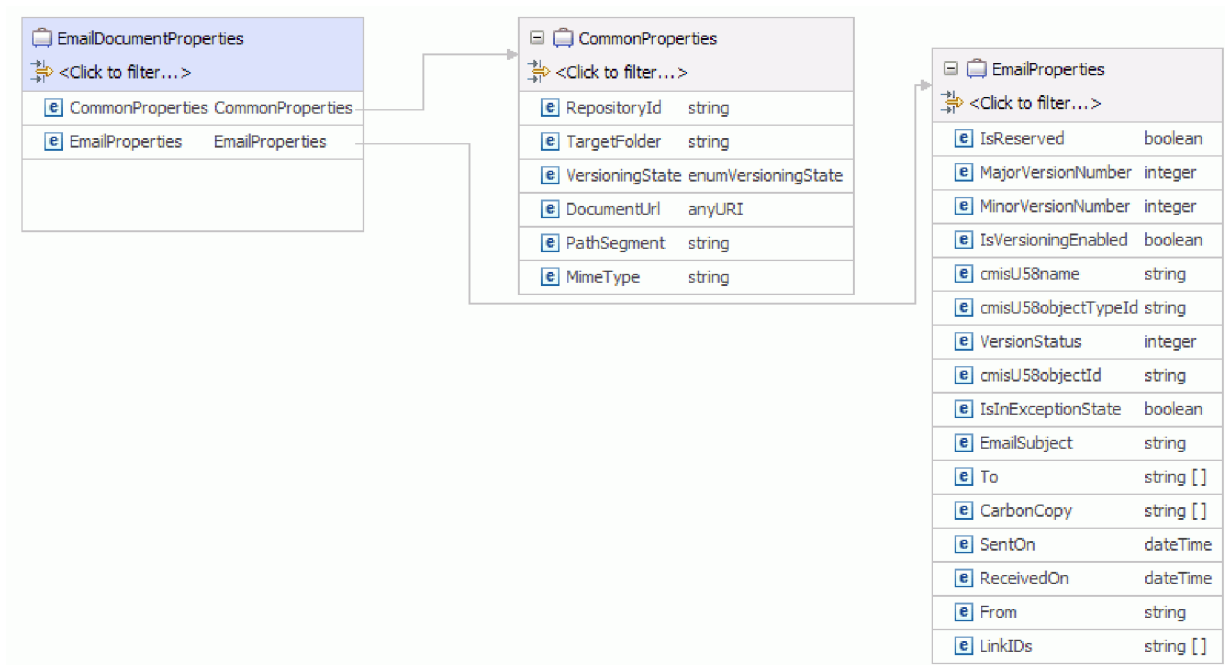 EmailDocumentProperties
<Click to filter...>
CommonProperties CommonProperties
EmailProperties EmailProperties
CommonProperties
<Click to filter...>
RepositoryId string
TargetFolder string
VersioningState enumVersioningState
DocumentUrl anyURI
PathSegment string
MimeType string
EmailProperties
<Click to filter...>
IsReserved boolean
MajorVersionNumber integer
MinorVersionNumber integer
IsVersioningEnabled boolean
cmisU58name string
cmisU58objectTypeId string
VersionStatus integer
cmisU58objectId string
IsInExceptionState boolean
EmailSubject string
To string []
CarbonCopy string []
SentOn dateTime
ReceivedOn dateTime
From string
LinkIDs string []